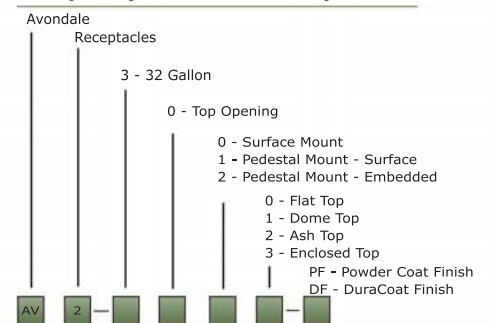 Avondale
Receptacles
3 - 32 Gallon
0 - Top Opening
0 - Surface Mount
1 - Pedestal Mount - Surface
2 - Pedestal Mount - Embedded
0 - Flat Top
1 - Dome Top
2 - Ash Top
3 - Enclosed Top
PF - Powder Coat Finish
DF - DuraCoat Finish
AV 2 - -